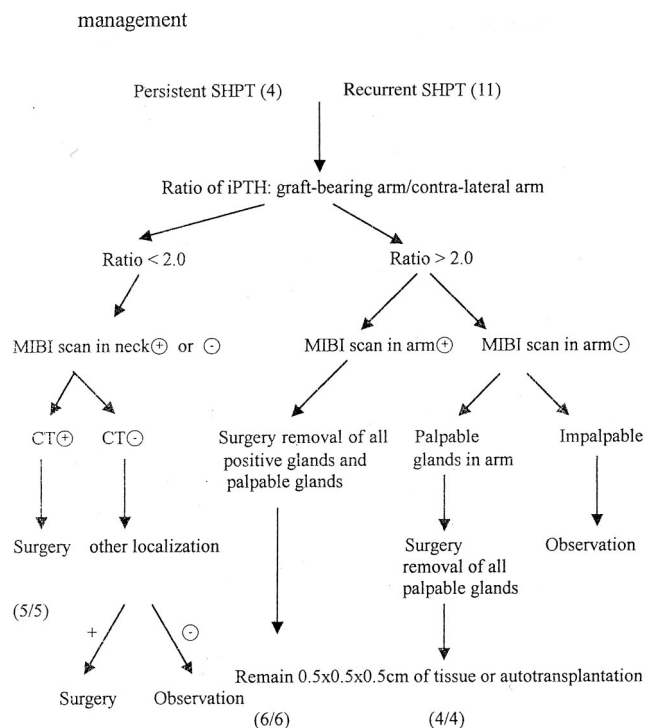 management
Persistent SHPT (4) Recurrent SHPT (11)
Ratio of iPTH: graft-bearing arm/contra-lateral arm
Ratio < 2.0 Ratio > 2.0
MIBI scan in neck⊕ or ⊖ MIBI scan in arm⊕ MIBI scan in arm⊖
CT⊕ CT⊖
Surgery removal of all
positive glands and
palpable glands
Palpable
glands in arm
Impalpable
Surgery other localization
Surgery
removal of all
palpable glands
Observation
(5/5)
+ ⊖
Surgery Observation
Remain 0.5x0.5x0.5cm of tissue or autotransplantation
(6/6) (4/4)